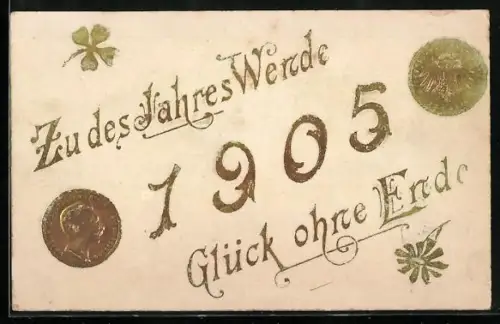 Zu des Jahres Wende
1905
Glück ohne Ende